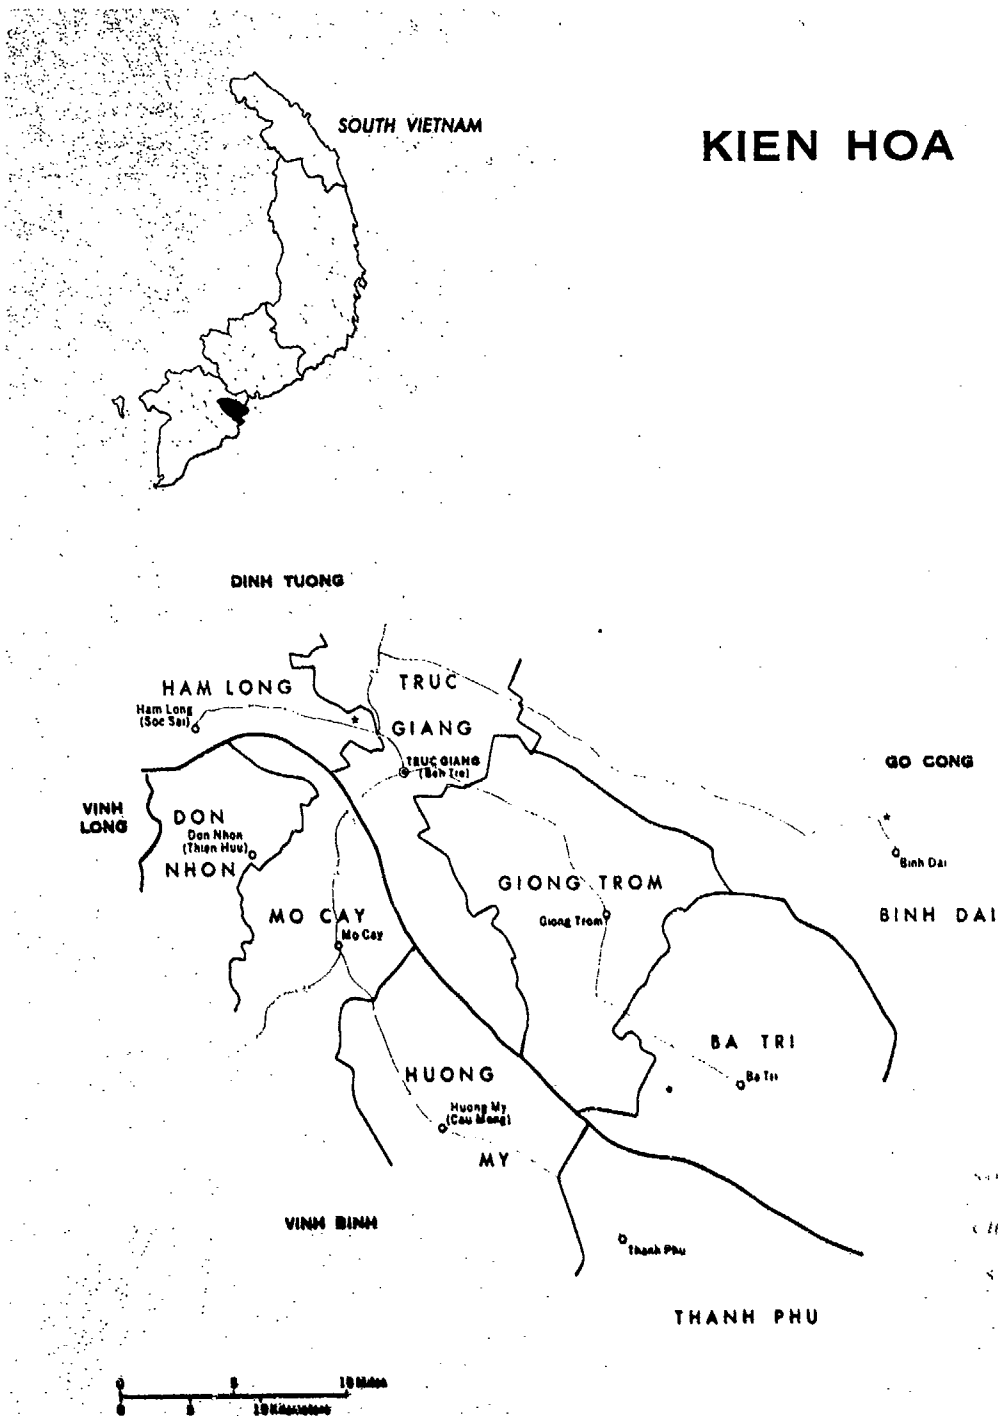 SOUTH VIETNAM
KIEN HOA
DINH TUONG
HAM LONG
Ham Long
(Soc Sai)
TRUC
GIANG
TRUC GIANG
(Ben Tre)
GO CONG
VINH
LONG
DON
Don Nhon
(Thien Huu)
NHON
Binh Dai
GIONG TROM
Giong Trom
BINH DAI
MO CAY
Mo Cay
BA TRI
Ba Tri
HUONG
Huong My
(Cau Mong)
MY
VINH BINH
Thanh Phu
THANH PHU
0 5 10 Miles
0 5 10 Kilometers